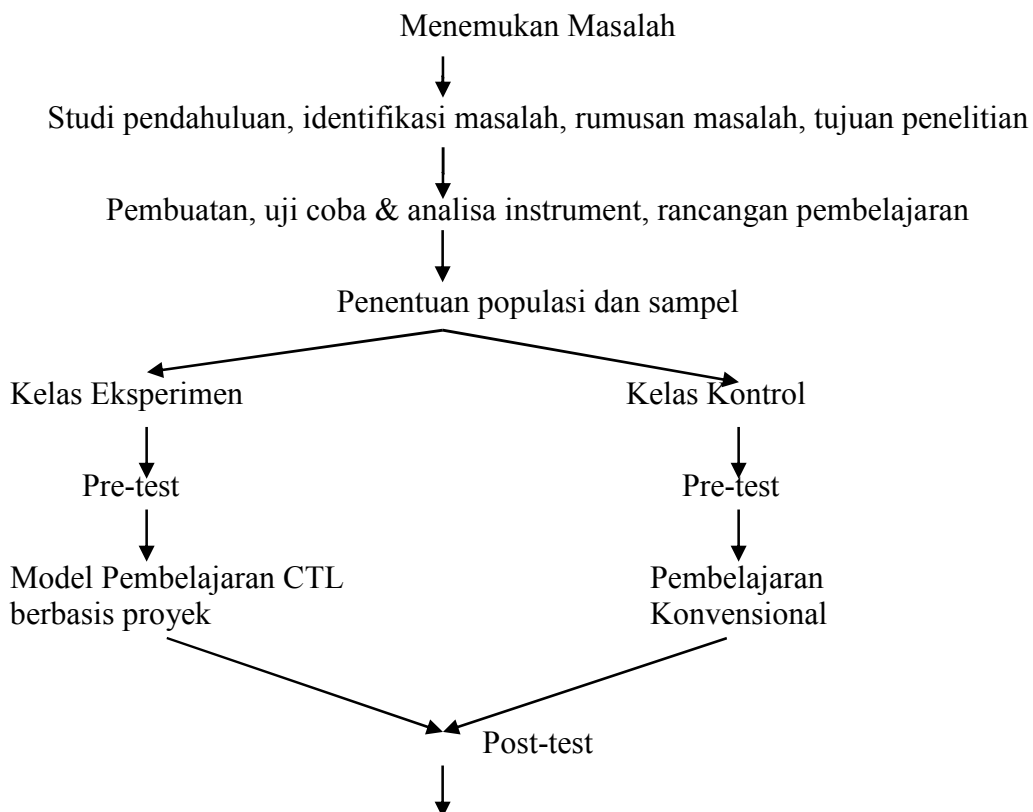 Menemukan Masalah
Studi pendahuluan, identifikasi masalah, rumusan masalah, tujuan penelitian
Pembuatan, uji coba & analisa instrument, rancangan pembelajaran
Penentuan populasi dan sampel
Kelas Eksperimen
Kelas Kontrol
Pre-test
Pre-test
Model Pembelajaran CTL
berbasis proyek
Pembelajaran
Konvensional
Post-test